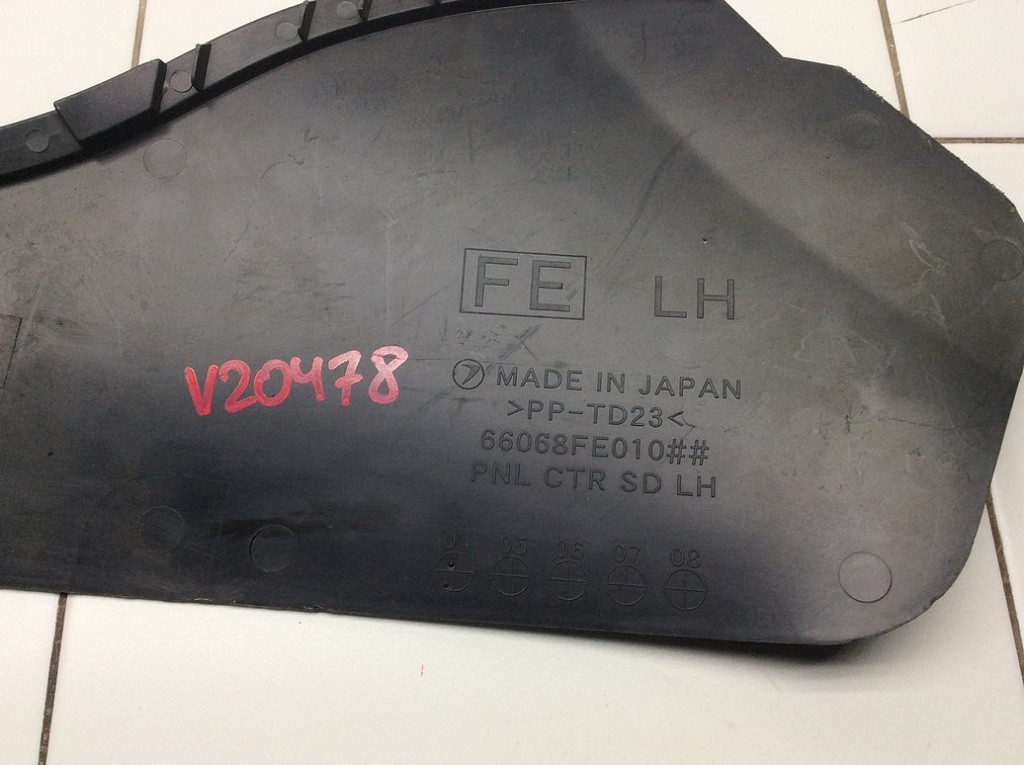 FE LH
V20478
MADE IN JAPAN
>PP-TD23<
66068FE010##
PNL CTR SD LH
04 05 06 07 08